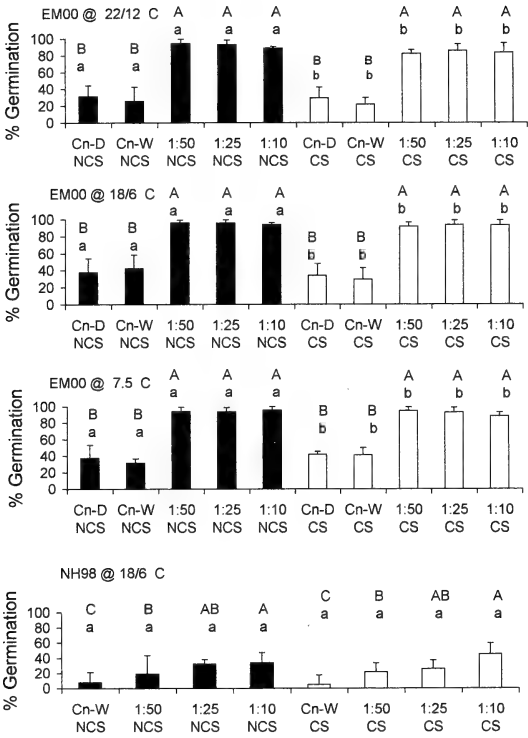 EM00 @ 22/12 C
% Germination
100
80
60
40
20
0
B B A A A B B A A A
a a a a a b b b b b
Cn-D Cn-W 1:50 1:25 1:10 Cn-D Cn-W 1:50 1:25 1:10
NCS NCS NCS NCS NCS CS CS CS CS CS
EM00 @ 18/6 C
% Germination
100
80
60
40
20
0
B B A A A B B A A A
a a a a a b b b b b
Cn-D Cn-W 1:50 1:25 1:10 Cn-D Cn-W 1:50 1:25 1:10
NCS NCS NCS NCS NCS CS CS CS CS CS
EM00 @ 7.5 C
% Germination
100
80
60
40
20
0
B B A A A B B A A A
a a a a a b b b b b
Cn-D Cn-W 1:50 1:25 1:10 Cn-D Cn-W 1:50 1:25 1:10
NCS NCS NCS NCS NCS CS CS CS CS CS
NH98 @ 18/6 C
% Germination
100
80
60
40
20
0
C B AB A C B AB A
a a a a a a a a
Cn-W 1:50 1:25 1:10 Cn-W 1:50 1:25 1:10
NCS NCS NCS NCS CS CS CS CS